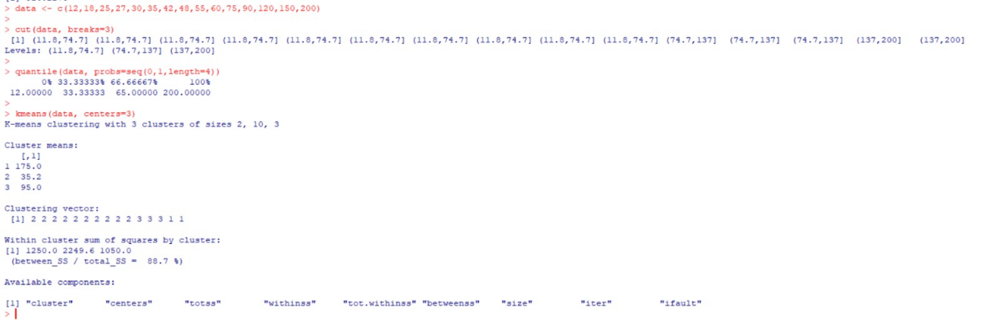 > data <- c(12,18,25,27,30,35,42,48,55,60,75,90,120,150,200)
>
> cut(data, breaks=3)
[1] (11.8,74.7] (11.8,74.7] (11.8,74.7] (11.8,74.7] (11.8,74.7] (11.8,74.7] (11.8,74.7] (11.8,74.7] (11.8,74.7] (11.8,74.7] (74.7,137] (74.7,137] (74.7,137] (137,200] (137,200]
Levels: (11.8,74.7] (74.7,137] (137,200]
>
> quantile(data, probs=seq(0,1,length=4))
0% 33.33333% 66.66667% 100%
12.00000 33.33333 65.00000 200.00000
>
> kmeans(data, centers=3)
K-means clustering with 3 clusters of sizes 2, 10, 3
Cluster means:
[,1]
1 175.0
2 35.2
3 95.0
Clustering vector:
[1] 2 2 2 2 2 2 2 2 2 2 3 3 3 1 1
Within cluster sum of squares by cluster:
[1] 1250.0 2249.6 1050.0
(between_SS / total_SS = 88.7 %)
Available components:
[1] "cluster" "centers" "totss" "withinss" "tot.withinss" "betweenss" "size" "iter" "ifault"
>